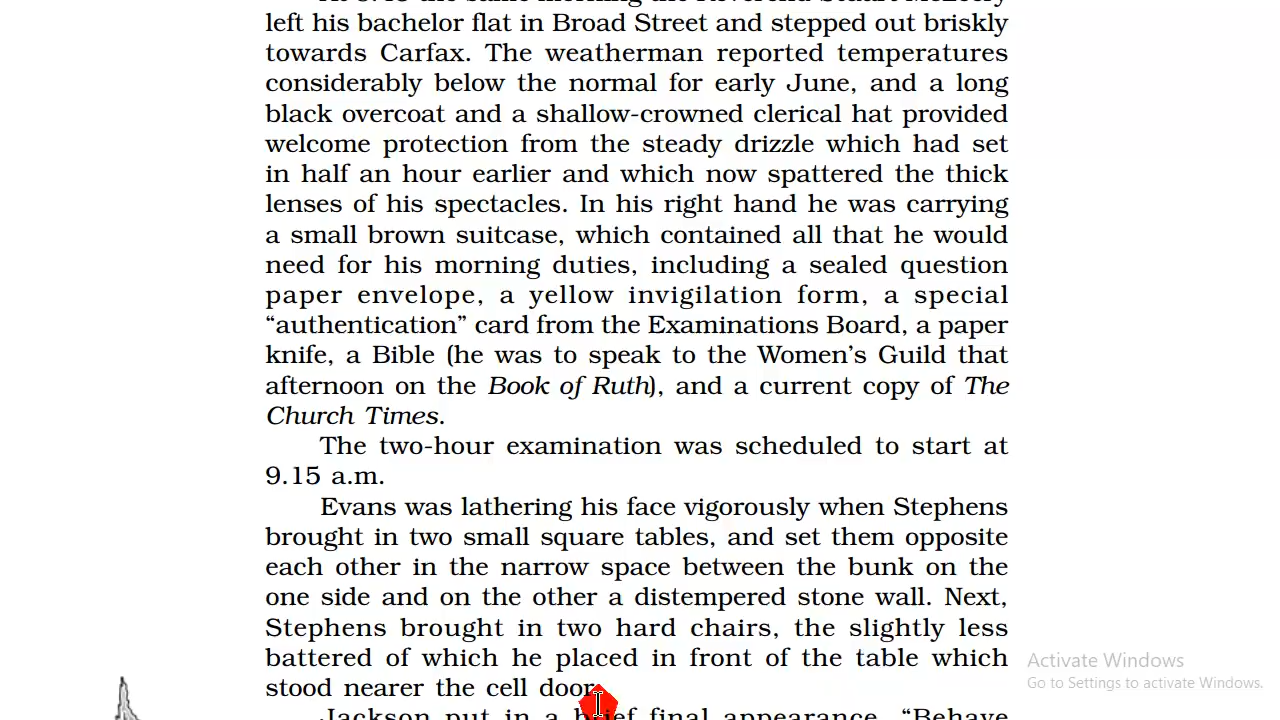 left his bachelor flat in Broad Street and stepped out briskly
towards Carfax. The weatherman reported temperatures
considerably below the normal for early June, and a long
black overcoat and a shallow-crowned clerical hat provided
welcome protection from the steady drizzle which had set
in half an hour earlier and which now spattered the thick
lenses of his spectacles. In his right hand he was carrying
a small brown suitcase, which contained all that he would
need for his morning duties, including a sealed question
paper envelope, a yellow invigilation form, a special
“authentication” card from the Examinations Board, a paper
knife, a Bible (he was to speak to the Women’s Guild that
afternoon on the Book of Ruth), and a current copy of The
Church Times.
The two-hour examination was scheduled to start at
9.15 a.m.
Evans was lathering his face vigorously when Stephens
brought in two small square tables, and set them opposite
each other in the narrow space between the bunk on the
one side and on the other a distempered stone wall. Next,
Stephens brought in two hard chairs, the slightly less
battered of which he placed in front of the table which
stood nearer the cell door.
Jackson put in a brief final appearance. “Behave
Activate Windows
Go to Settings to activate Windows.